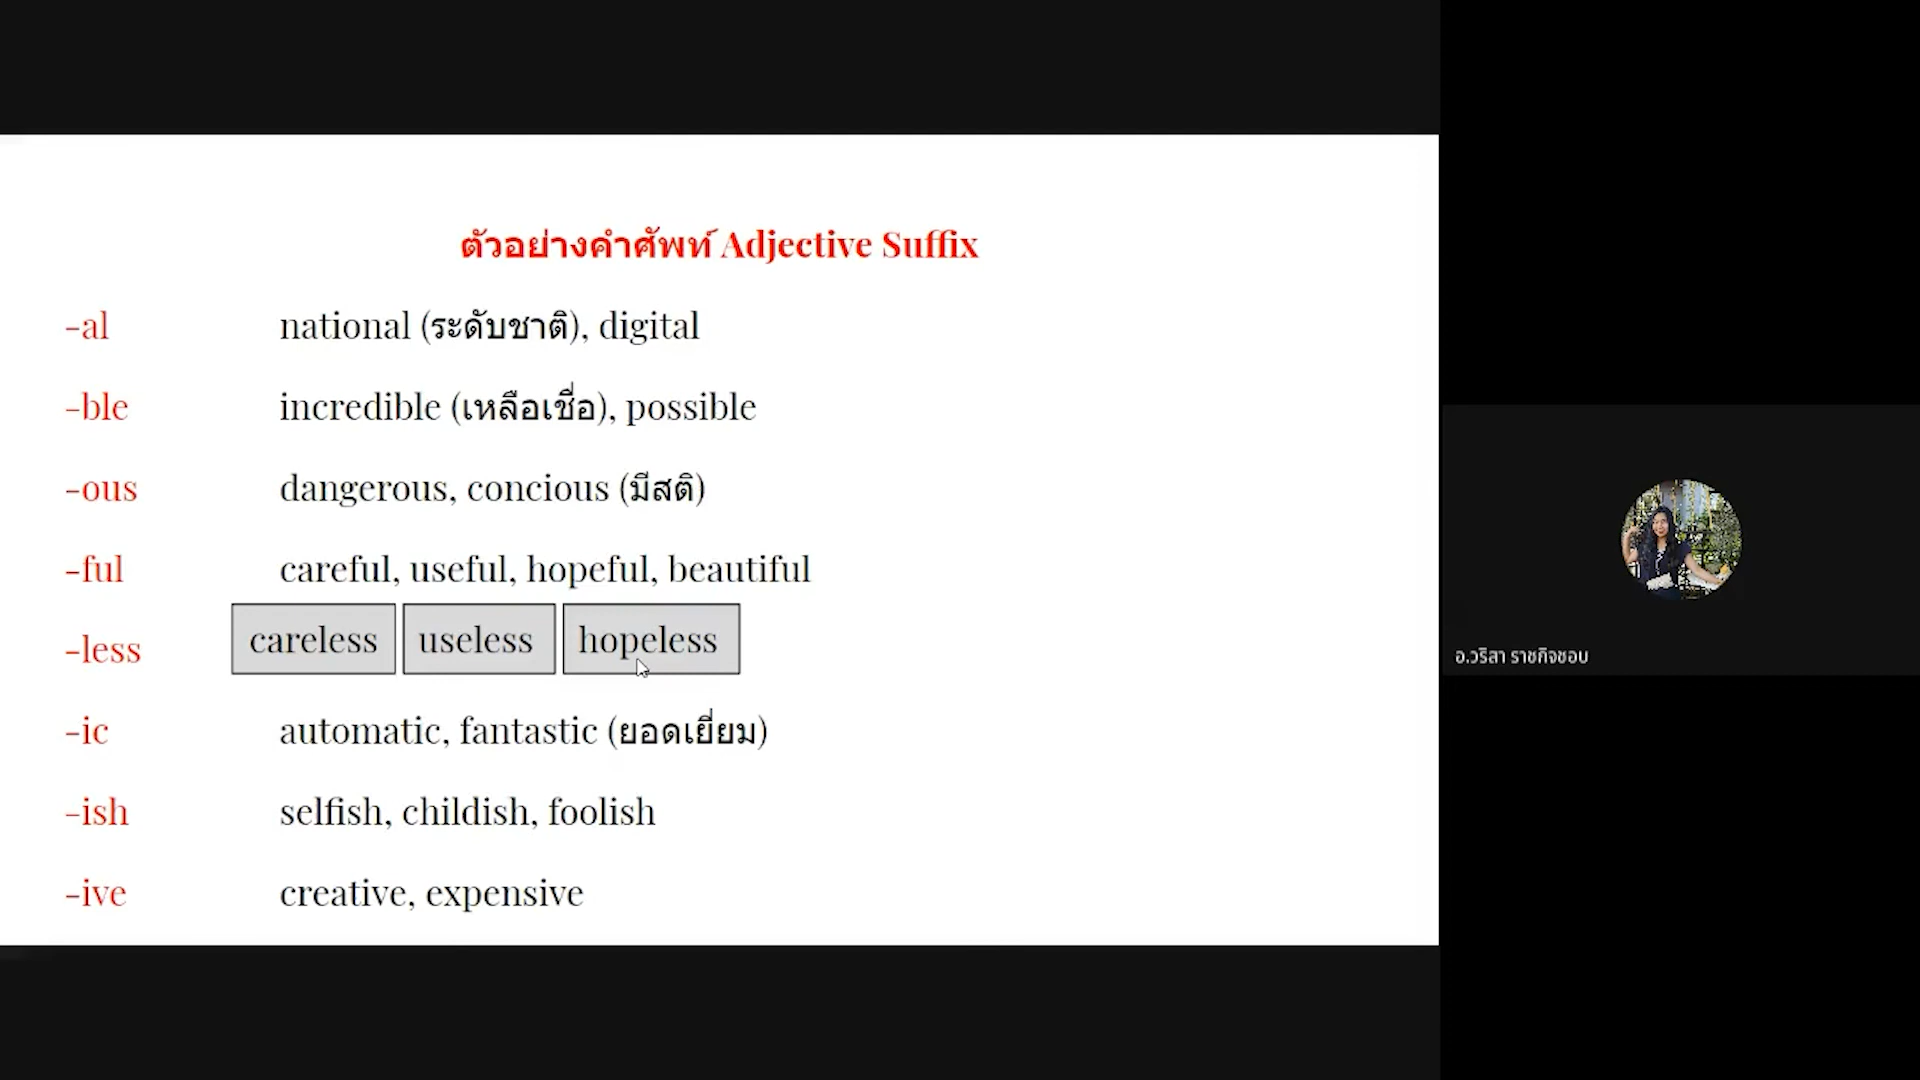 ตัวอย่างคำศัพท์ Adjective Suffix
-al national (ระดับชาติ), digital
-ble incredible (เหลือเชื่อ), possible
-ous dangerous, concious (มีสติ)
-ful careful, useful, hopeful, beautiful
-less careless useless hopeless
-ic automatic, fantastic (ยอดเยี่ยม)
-ish selfish, childish, foolish
-ive creative, expensive
อ.วริสา ราชกิจชอบ